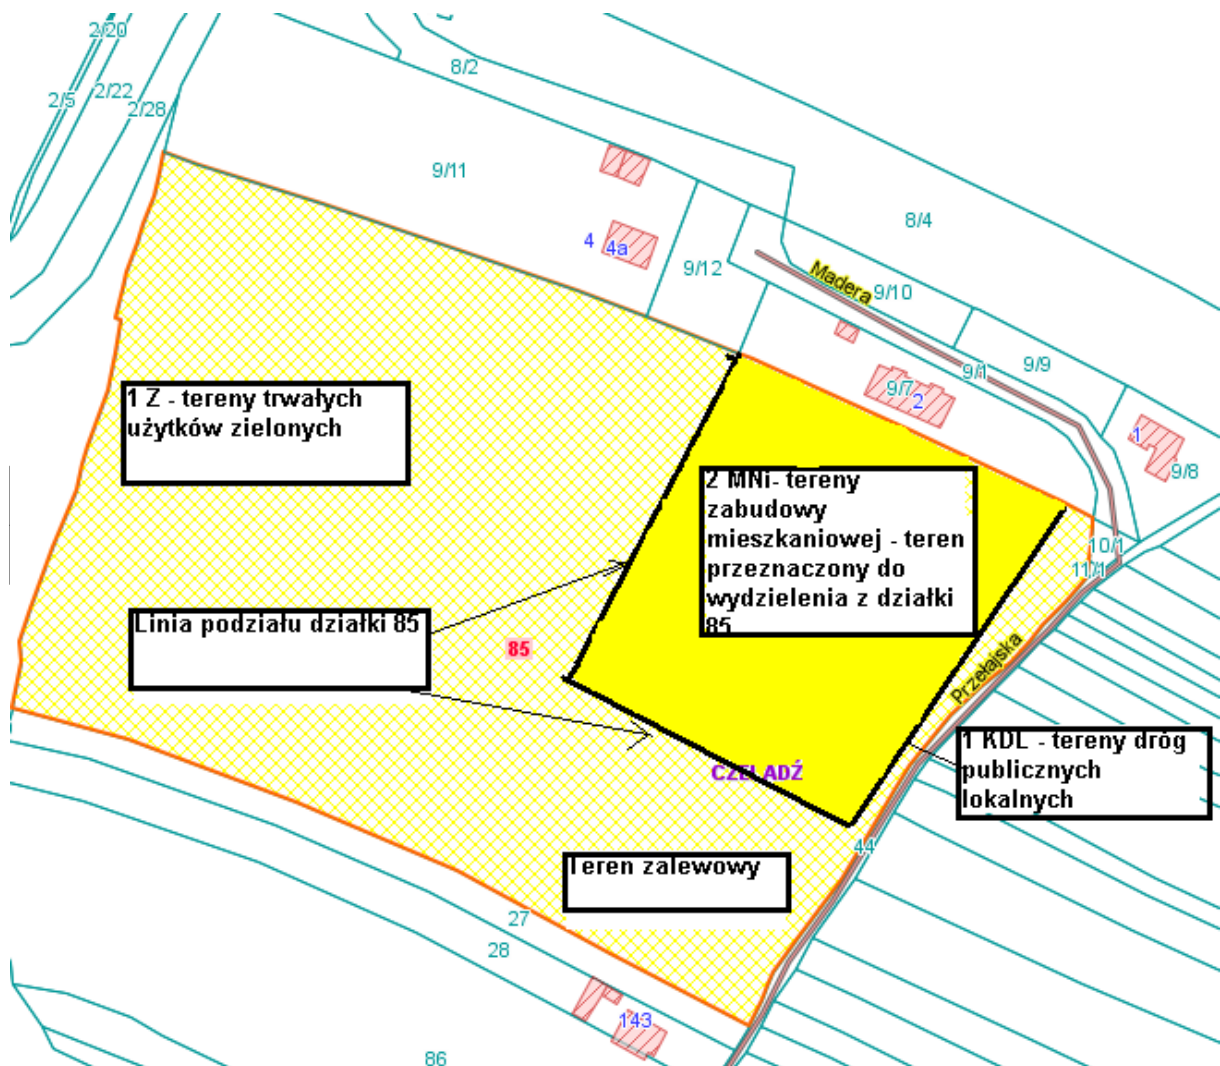 2/20
8/2
2/22
2/5
2/28
9/11
8/4
4
4a
9/12
Madera
9/10
9/9
9/1
9/7
2
1
9/8
1 Z - tereny trwałych
użytków zielonych
2 MNi- tereny
zabudowy
mieszkaniowej - teren
przeznaczony do
wydzielenia z działki
85
10/1
11/1
Linia podziału działki 85
85
Przełajska
1 KDL - tereny dróg
publicznych
lokalnych
CZELADŹ
44
Teren zalewowy
27
28
143
86